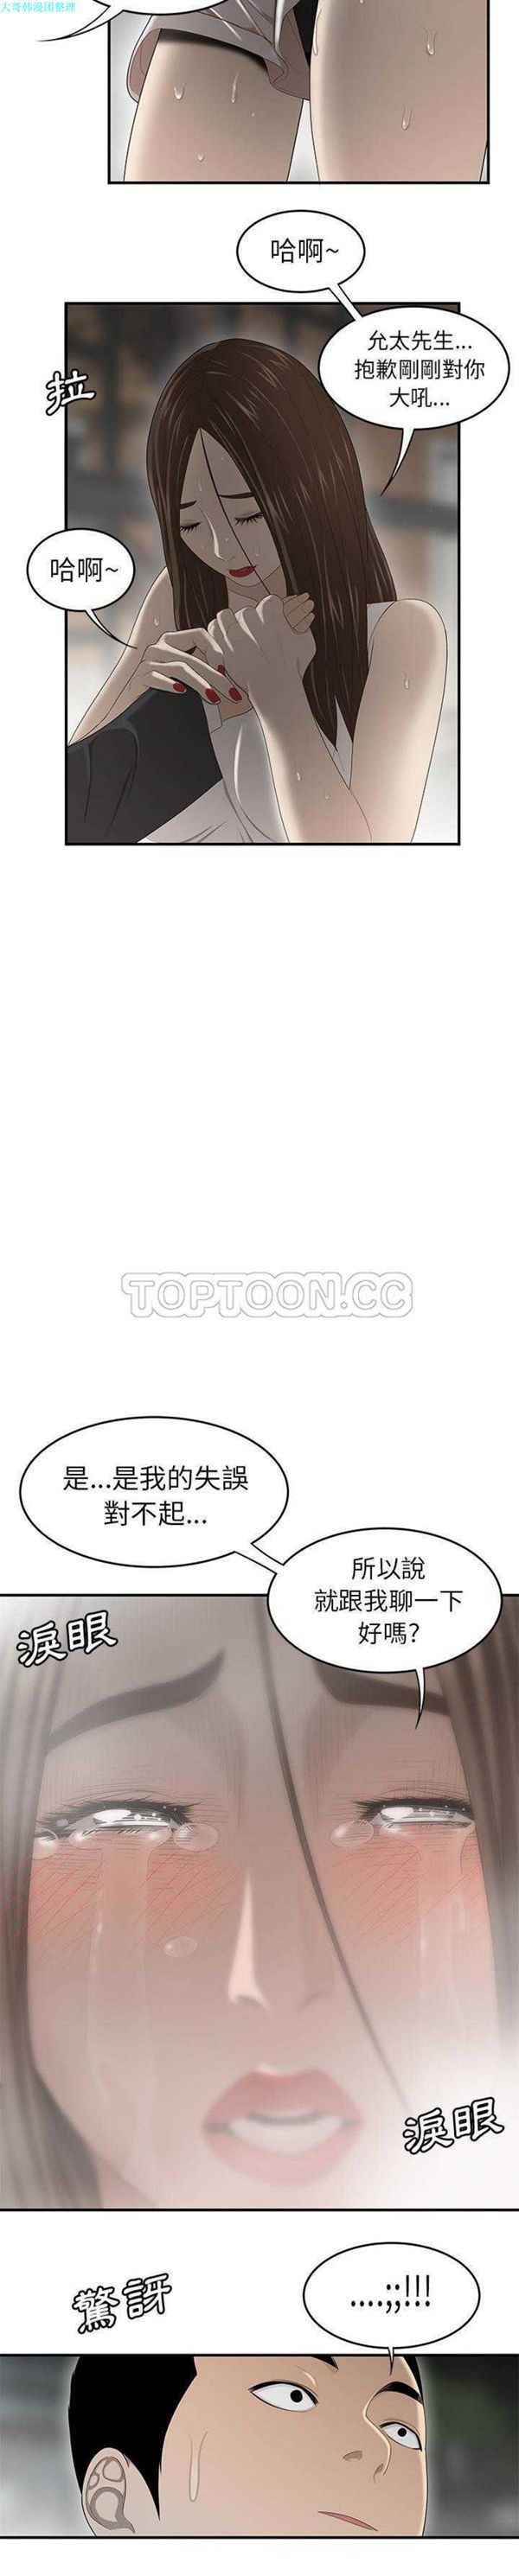 大哥韩漫团整理
哈啊~
允太先生...
抱歉剛剛對你
大吼...
拉
哈啊~
TOPTOON.CC
是...是我的失誤
對不起...
所以說
就跟我聊一下
好嗎?
淚眼
淚眼
....;;!!!
驚訝